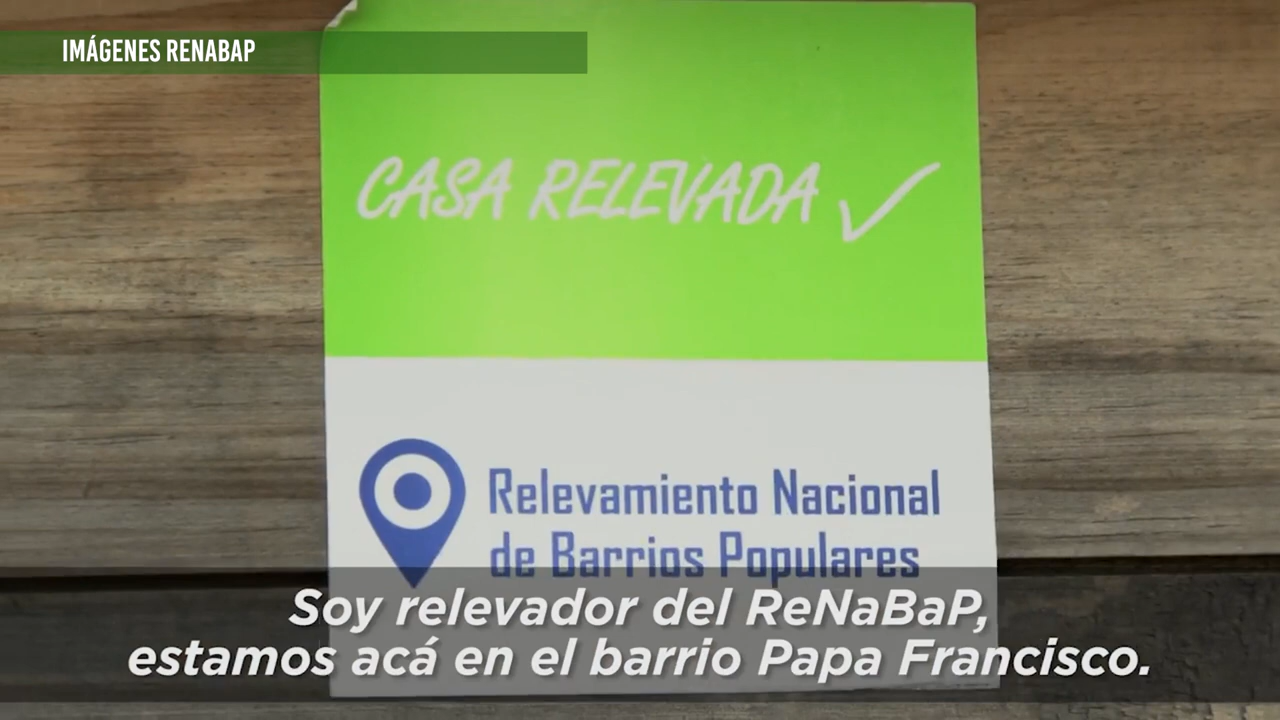 IMÁGENES RENABAP
CASA RELEVADA
Relevamiento Nacional
de Barrios Populares
Soy relevador del ReNaBaP,
estamos acá en el barrio Papa Francisco.